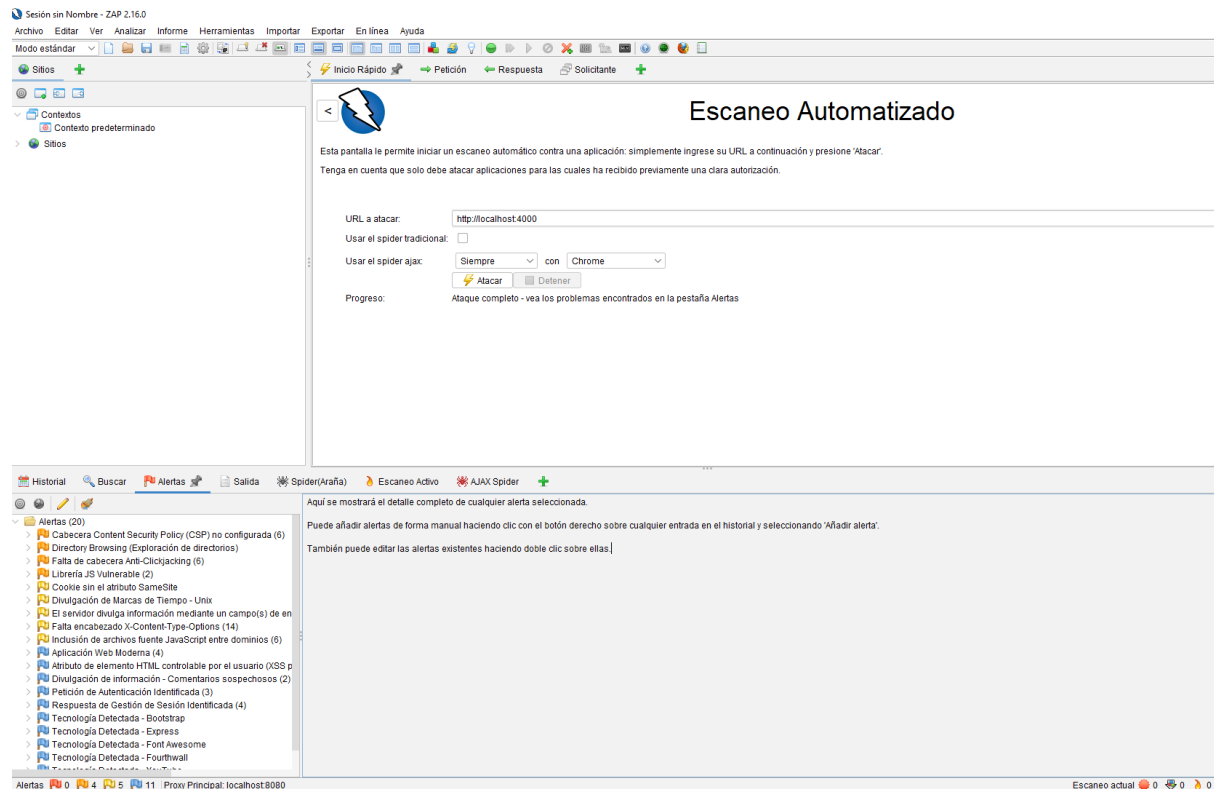 Sesión sin Nombre - ZAP 2.16.0
Archivo Editar Ver Analizar Informe Herramientas Importar Exportar En línea Ayuda
Modo estándar
Sitios
Inicio Rápido Petición Respuesta Solicitante
Contextos
Contexto predeterminado
Sitios
<
Escaneo Automatizado
Esta pantalla le permite iniciar un escaneo automático contra una aplicación: simplemente ingrese su URL a continuación y presione 'Atacar'.
Tenga en cuenta que solo debe atacar aplicaciones para las cuales ha recibido previamente una clara autorización.
URL a atacar: http://localhost:4000
Usar el spider tradicional:
Usar el spider ajax: Siempre con Chrome
Atacar Detener
Progreso: Ataque completo - vea los problemas encontrados en la pestaña Alertas
Historial Buscar Alertas Salida Spider(Araña) Escaneo Activo AJAX Spider
Alertas (20)
Cabecera Content Security Policy (CSP) no configurada (6)
Directory Browsing (Exploración de directorios)
Falta de cabecera Anti-Clickjacking (6)
Librería JS Vulnerable (2)
Cookie sin el atributo SameSite
Divulgación de Marcas de Tiempo - Unix
El servidor divulga información mediante un campo(s) de en
Falta encabezado X-Content-Type-Options (14)
Inclusión de archivos fuente JavaScript entre dominios (6)
Aplicación Web Moderna (4)
Atributo de elemento HTML controlable por el usuario (XSS p
Divulgación de información - Comentarios sospechosos (2)
Petición de Autenticación Identificada (3)
Respuesta de Gestión de Sesión Identificada (4)
Tecnología Detectada - Bootstrap
Tecnología Detectada - Express
Tecnología Detectada - Font Awesome
Tecnología Detectada - Fourthwall
Aquí se mostrará el detalle completo de cualquier alerta seleccionada.
Puede añadir alertas de forma manual haciendo clic con el botón derecho sobre cualquier entrada en el historial y seleccionando 'Añadir alerta'.
También puede editar las alertas existentes haciendo doble clic sobre ellas.
Alertas 0 4 5 11 Proxy Principal: localhost:8080
Escaneo actual 0 0 0